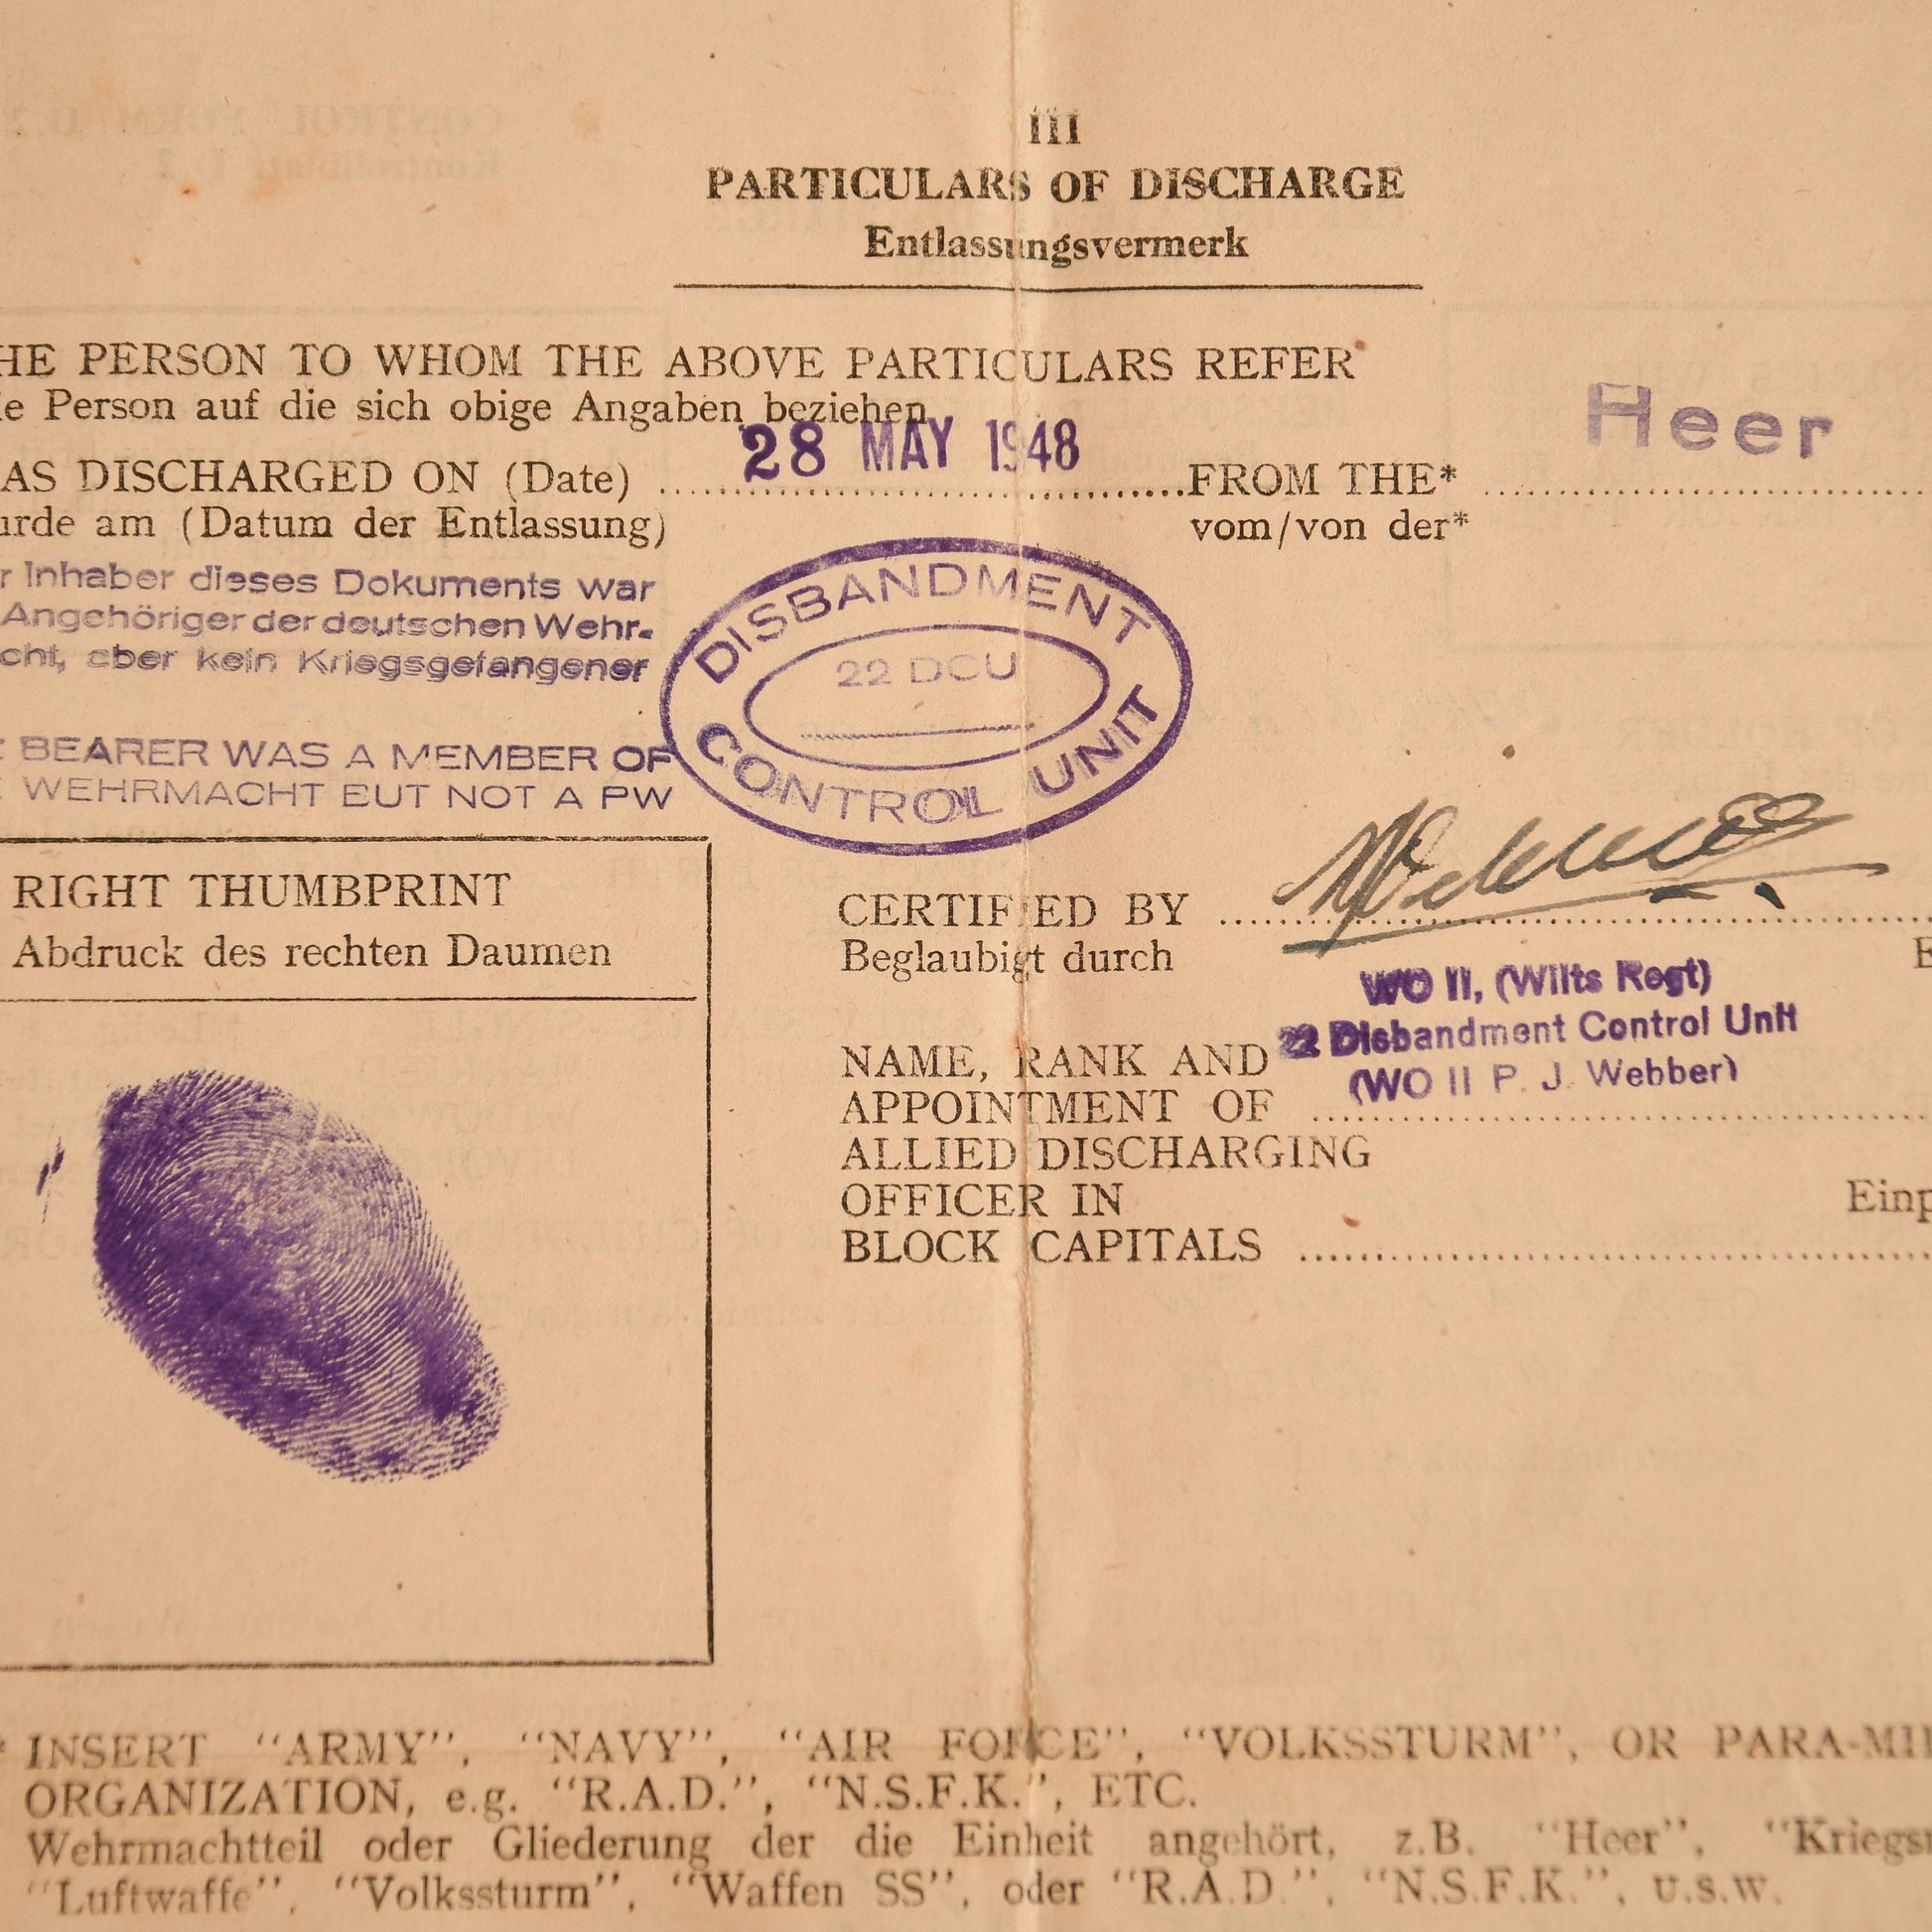 III
PARTICULARS OF DISCHARGE
Entlassungsvermerk
HE PERSON TO WHOM THE ABOVE PARTICULARS REFER
ie Person auf die sich obige Angaben beziehen
28 MAY 1948
Heer
AS DISCHARGED ON (Date) FROM THE*
urde am (Datum der Entlassung) vom/von der*
r Inhaber dieses Dokuments war
Angehöriger der deutschen Wehr-
cht, aber kein Kriegsgefangener
DISBANDMENT
22 DCU
CONTROL UNIT
E BEARER WAS A MEMBER OF
E WEHRMACHT BUT NOT A PW
RIGHT THUMBPRINT
Abdruck des rechten Daumen
CERTIFIED BY
Beglaubigt durch
E
WO II, (Wilts Regt)
22 Disbandment Control Unit
(WO II P. J. Webber)
NAME, RANK AND
APPOINTMENT OF
ALLIED DISCHARGING
OFFICER IN
Einp
BLOCK CAPITALS
* INSERT "ARMY", "NAVY", "AIR FORCE", "VOLKSSTURM", OR PARA-MIL
ORGANIZATION, e.g. "R.A.D.", "N.S.F.K.", ETC.
Wehrmachtteil oder Gliederung der die Einheit angehört, z.B. "Heer", "Kriegs
"Luftwaffe", "Volkssturm", "Waffen SS", oder "R.A.D.", "N.S.F.K.", u.s.w.